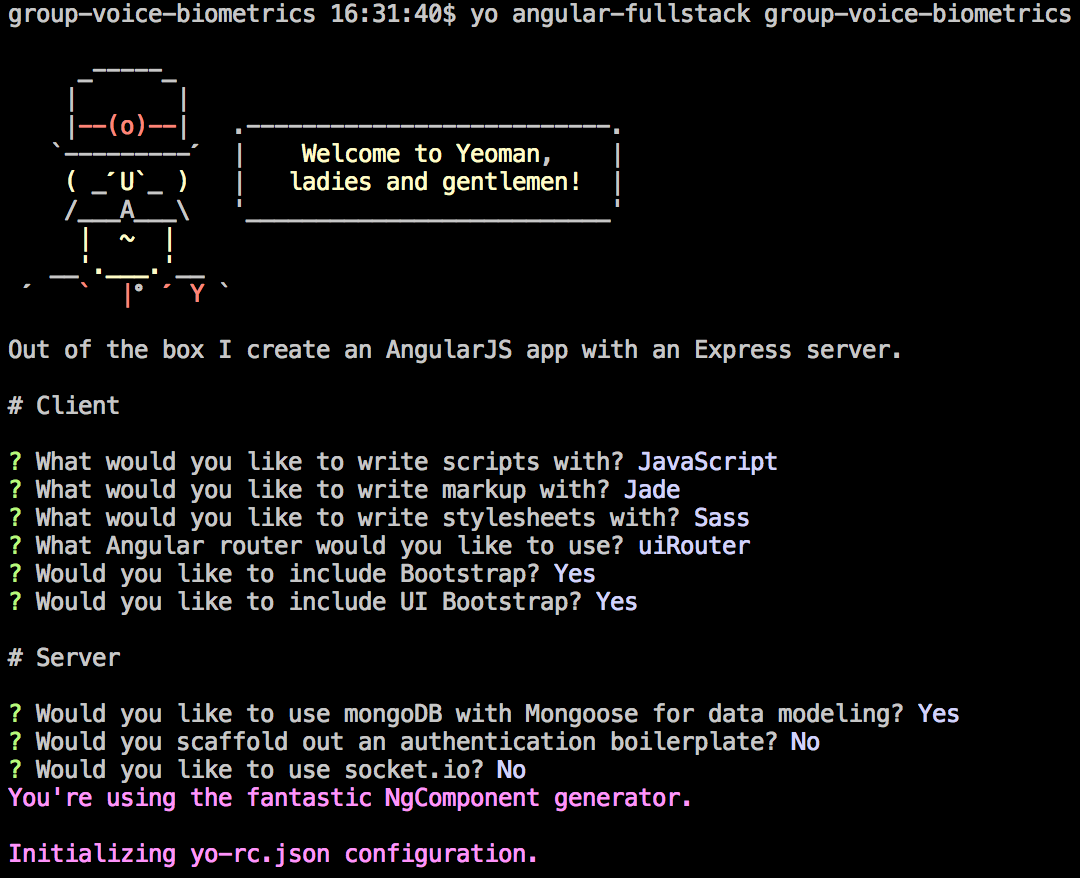 group-voice-biometrics 16:31:40$ yo angular-fullstack group-voice-biometrics
     _-----_
    |       |
    |--(o)--|   .--------------------------.
   `---------´  |    Welcome to Yeoman,    |
    ( _´U`_ )   |   ladies and gentlemen!  |
    /___A___\   '__________________________'
     |  ~  |
   __'.___.'__
 ´   `  |° ´ Y `
Out of the box I create an AngularJS app with an Express server.
# Client
? What would you like to write scripts with? JavaScript
? What would you like to write markup with? Jade
? What would you like to write stylesheets with? Sass
? What Angular router would you like to use? uiRouter
? Would you like to include Bootstrap? Yes
? Would you like to include UI Bootstrap? Yes
# Server
? Would you like to use mongoDB with Mongoose for data modeling? Yes
? Would you scaffold out an authentication boilerplate? No
? Would you like to use socket.io? No
You're using the fantastic NgComponent generator.
Initializing yo-rc.json configuration.